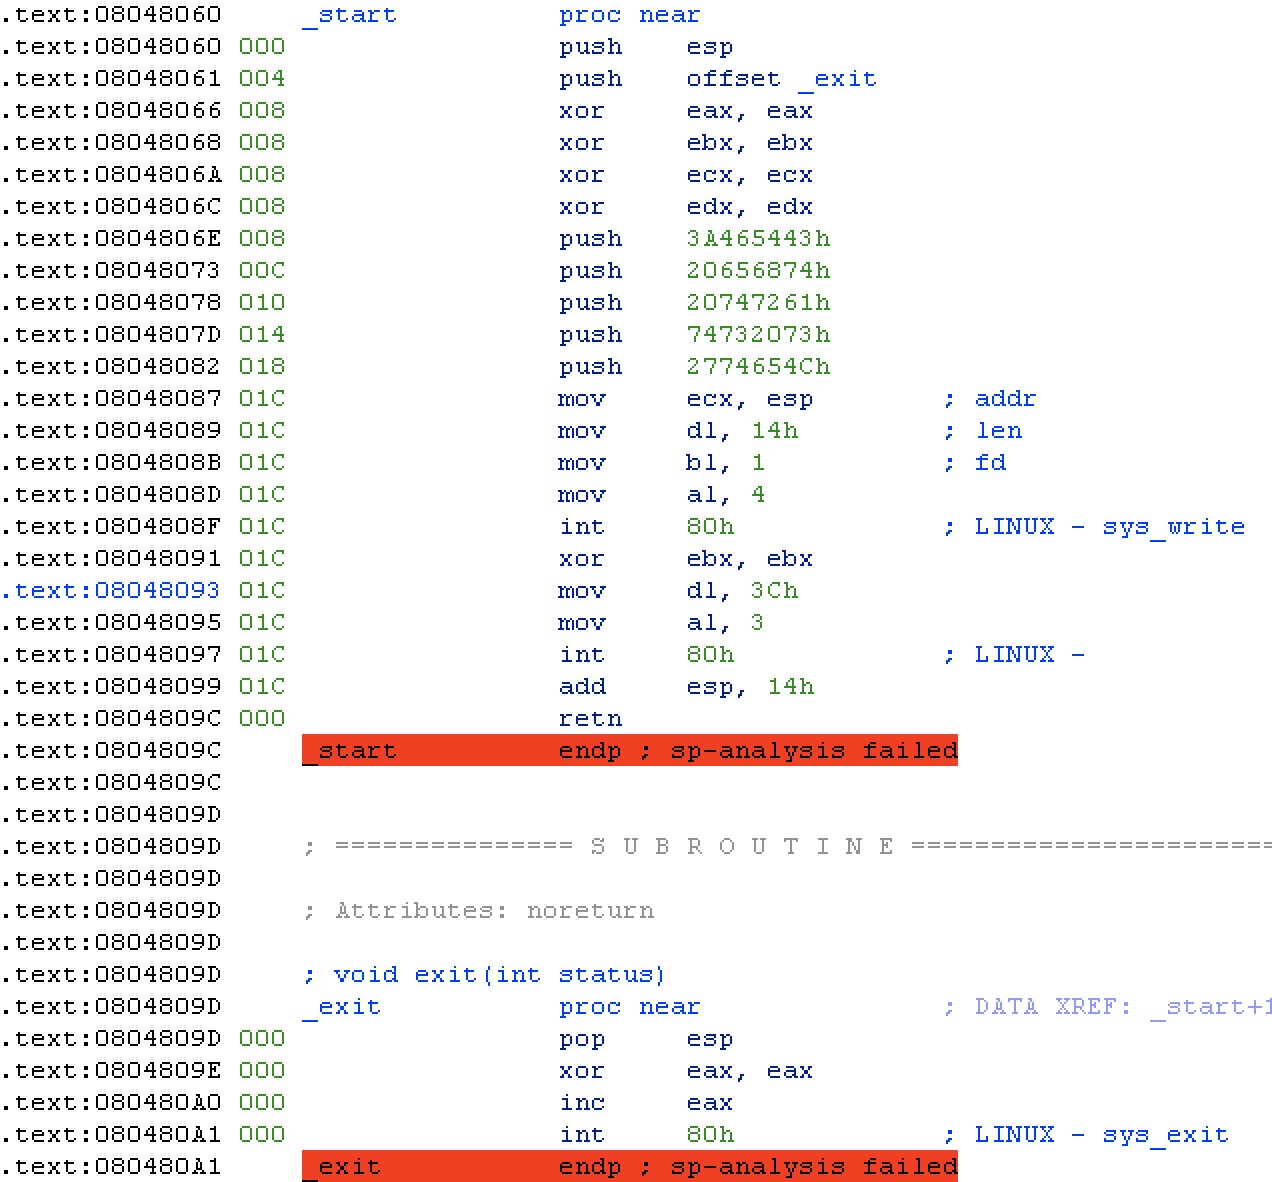 .text:08048060 _start proc near
.text:08048060 000 push esp
.text:08048061 004 push offset _exit
.text:08048066 008 xor eax, eax
.text:08048068 008 xor ebx, ebx
.text:0804806A 008 xor ecx, ecx
.text:0804806C 008 xor edx, edx
.text:0804806E 008 push 3A465443h
.text:08048073 00C push 20656874h
.text:08048078 010 push 20747261h
.text:0804807D 014 push 74732073h
.text:08048082 018 push 2774654Ch
.text:08048087 01C mov ecx, esp ; addr
.text:08048089 01C mov dl, 14h ; len
.text:0804808B 01C mov bl, 1 ; fd
.text:0804808D 01C mov al, 4
.text:0804808F 01C int 80h ; LINUX - sys_write
.text:08048091 01C xor ebx, ebx
.text:08048093 01C mov dl, 3Ch
.text:08048095 01C mov al, 3
.text:08048097 01C int 80h ; LINUX -
.text:08048099 01C add esp, 14h
.text:0804809C 000 retn
.text:0804809C _start endp ; sp-analysis failed
.text:0804809C
.text:0804809D
.text:0804809D ; =============== S U B R O U T I N E =======================
.text:0804809D
.text:0804809D ; Attributes: noreturn
.text:0804809D
.text:0804809D ; void exit(int status)
.text:0804809D _exit proc near ; DATA XREF: _start+1
.text:0804809D 000 pop esp
.text:0804809E 000 xor eax, eax
.text:080480A0 000 inc eax
.text:080480A1 000 int 80h ; LINUX - sys_exit
.text:080480A1 _exit endp ; sp-analysis failed